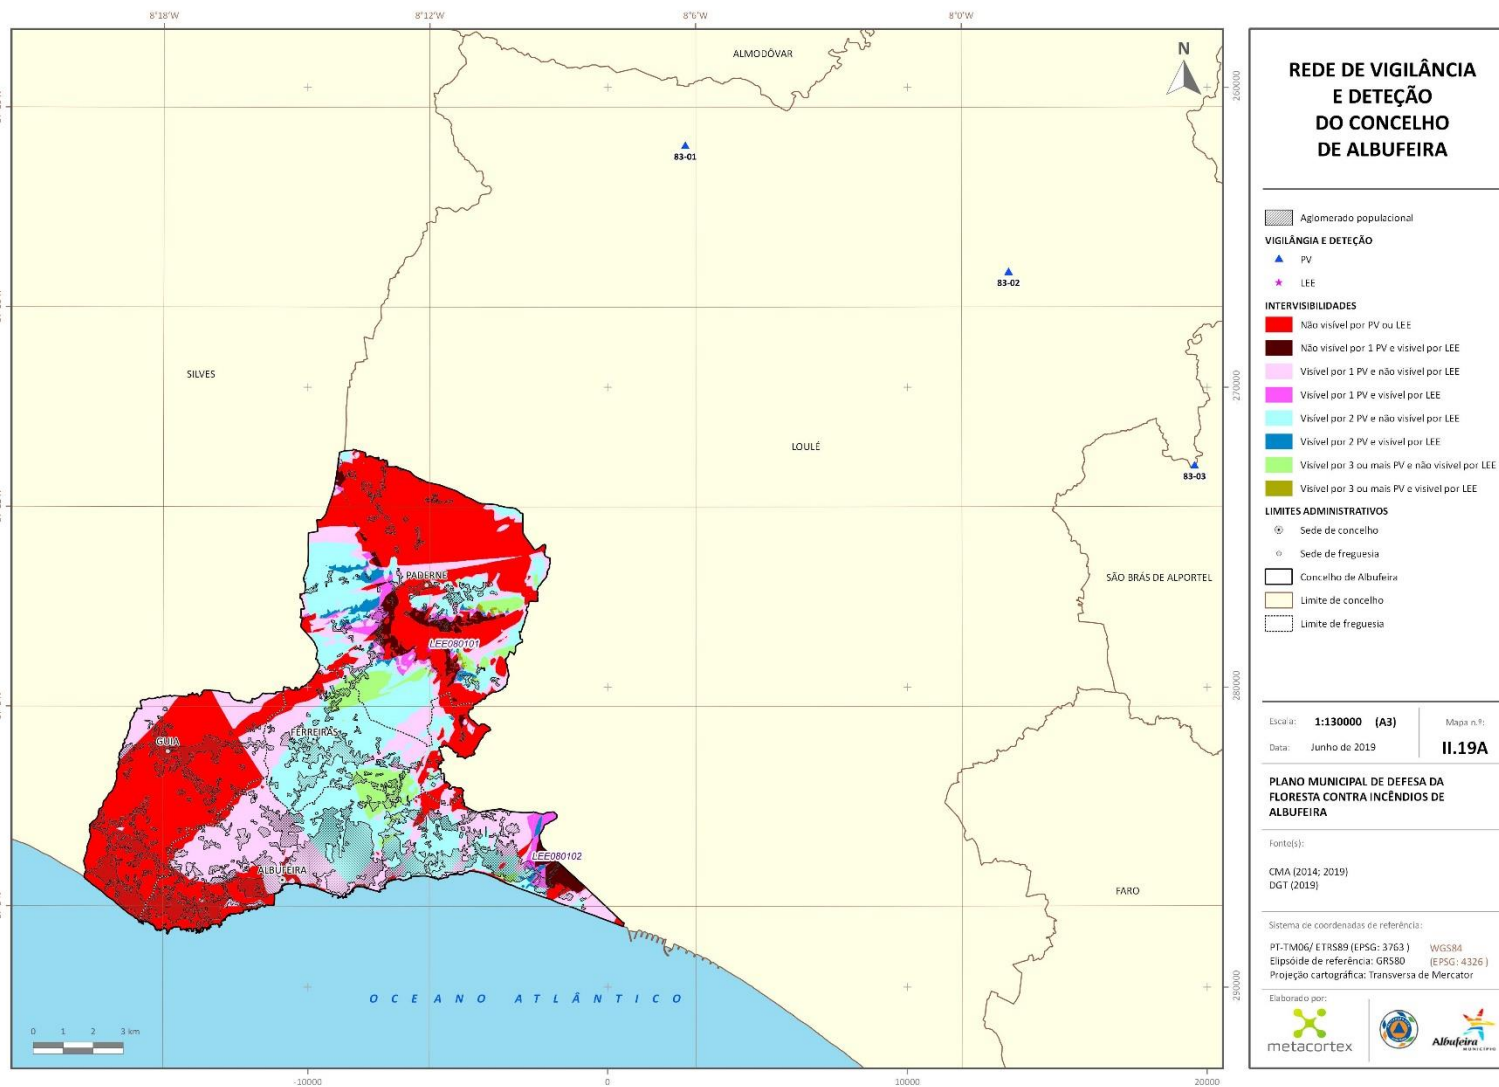 8°18'W 8°12'W 8°6'W 8°0'W
ALMODÓVAR
N
260000
83-01
83-02
SILVES
270000
LOULÉ
83-03
PADERNE
SÃO BRÁS DE ALPORTEL
LEE080101
280000
FERREIRAS
GUIA
LEE080102
ALBUFEIRA
FARO
290000
OCEANO ATLÂNTICO
0 1 2 3 km
-10000 0 10000 20000
REDE DE VIGILÂNCIA
E DETEÇÃO
DO CONCELHO
DE ALBUFEIRA
Aglomerado populacional
VIGILÂNGIA E DETEÇÃO
PV
LEE
INTERVISIBILIDADES
Não visível por PV ou LEE
Não visível por 1 PV e visível por LEE
Visível por 1 PV e não visível por LEE
Visível por 1 PV e visível por LEE
Visível por 2 PV e não visível por LEE
Visível por 2 PV e visível por LEE
Visível por 3 ou mais PV e não visível por LEE
Visível por 3 ou mais PV e visível por LEE
LIMITES ADMINISTRATIVOS
Sede de concelho
Sede de freguesia
Concelho de Albufeira
Limite de concelho
Limite de freguesia
Escala: 1:130000 (A3) Mapa n.º:
Data: Junho de 2019 II.19A
PLANO MUNICIPAL DE DEFESA DA
FLORESTA CONTRA INCÊNDIOS DE
ALBUFEIRA
Fonte(s):
CMA (2014; 2019)
DGT (2019)
Sistema de coordenadas de referência:
PT-TM06/ ETRS89 (EPSG: 3763 ) WGS84
Elipsóide de referência: GRS80 (EPSG: 4326 )
Projeção cartográfica: Transversa de Mercator
Elaborado por:
metacortex
Albufeira
MUNICÍPIO